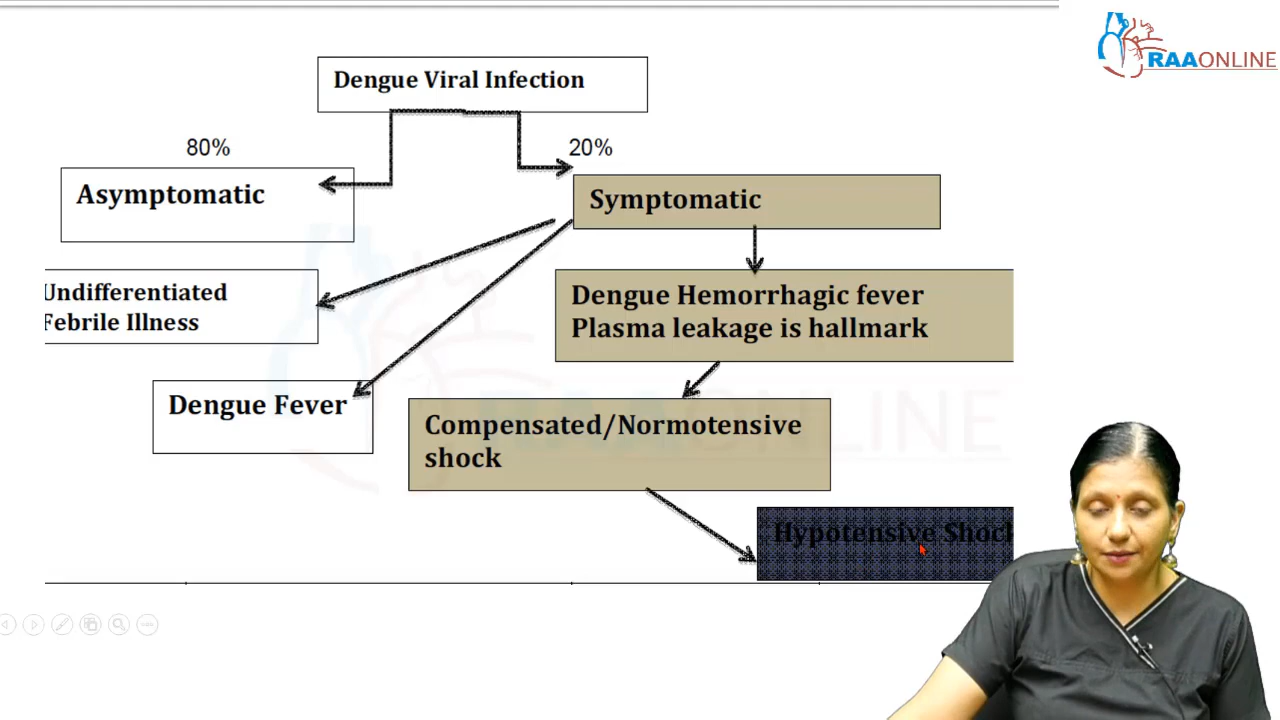 RAAONLINE
Dengue Viral Infection
80%
20%
Asymptomatic
Symptomatic
Undifferentiated
Febrile Illness
Dengue Hemorrhagic fever
Plasma leakage is hallmark
Dengue Fever
Compensated/Normotensive
shock
Hypotensive Shock
RAAONLINE